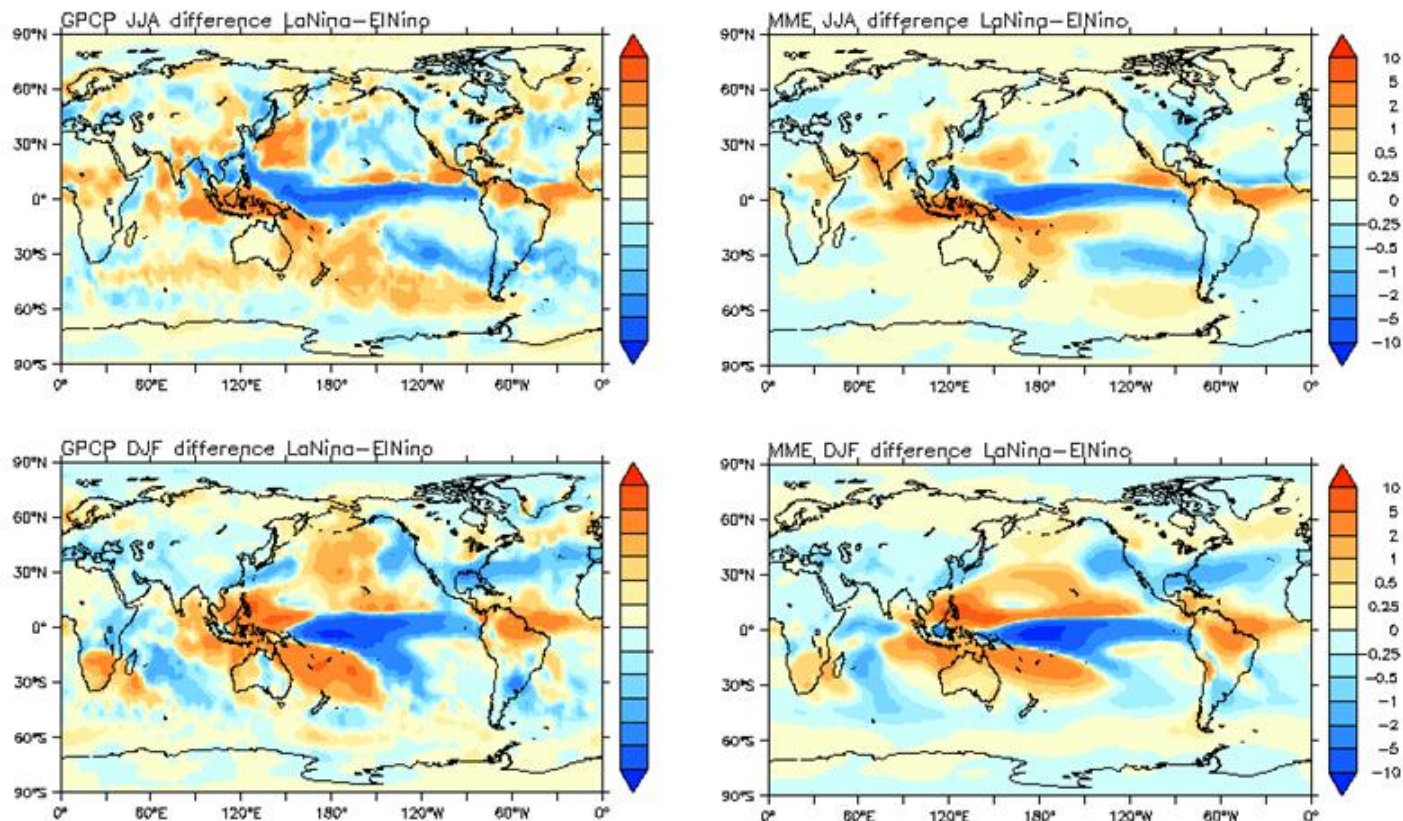 GPCP JJA difference LaNina-ElNino
90°N
60°N
30°N
0°
30°S
60°S
90°S
0° 60°E 120°E 180° 120°W 60°W 0°
MME JJA difference LaNina-ElNino
90°N
60°N
30°N
0°
30°S
60°S
90°S
0° 60°E 120°E 180° 120°W 60°W 0°
10
5
2
1
0.5
0.25
0
-0.25
-0.5
-1
-2
-5
-10
GPCP DJF difference LaNina-ElNino
90°N
60°N
30°N
0°
30°S
60°S
90°S
0° 60°E 120°E 180° 120°W 60°W 0°
MME DJF difference LaNina-ElNino
90°N
60°N
30°N
0°
30°S
60°S
90°S
0° 60°E 120°E 180° 120°W 60°W 0°
10
5
2
1
0.5
0.25
0
-0.25
-0.5
-1
-2
-5
-10